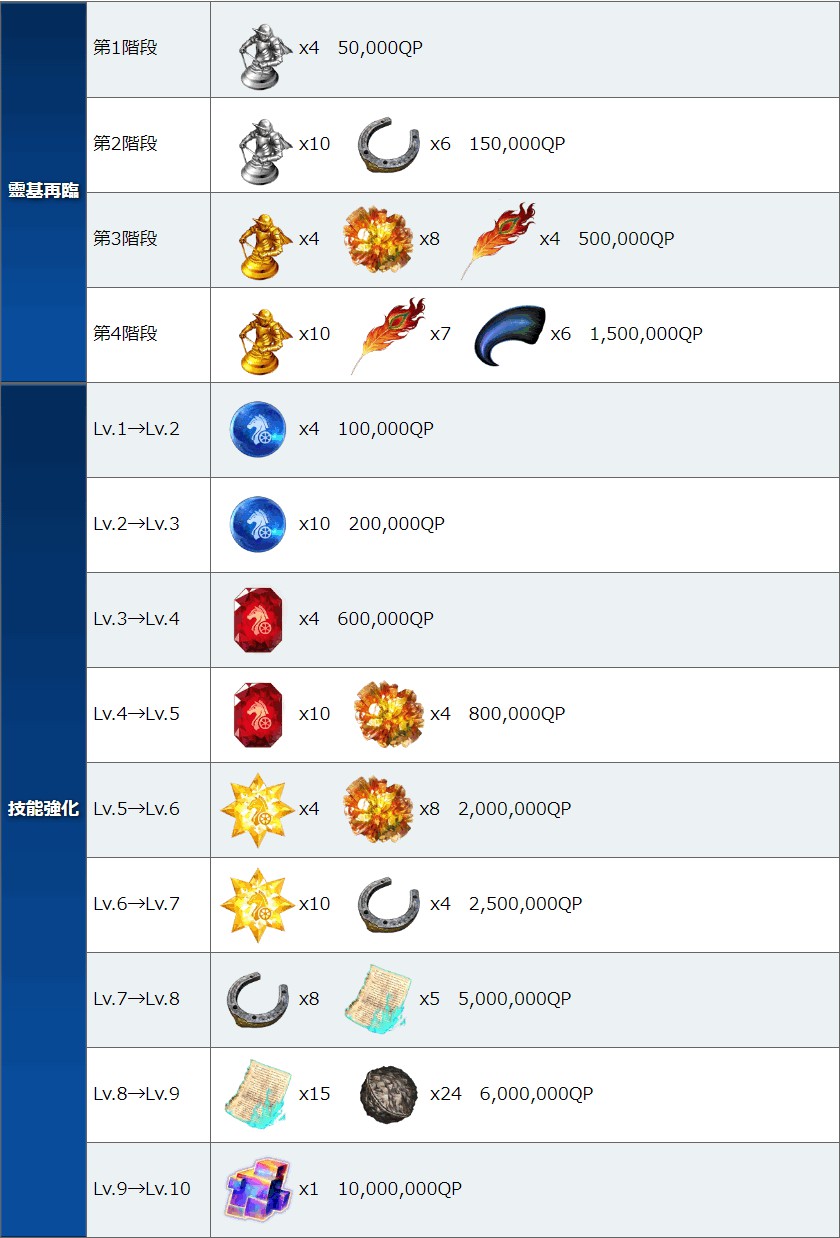 靈基再臨
第1階段 x4 50,000QP
第2階段 x10 x6 150,000QP
第3階段 x4 x8 x4 500,000QP
第4階段 x10 x7 x6 1,500,000QP
技能強化
Lv.1→Lv.2 x4 100,000QP
Lv.2→Lv.3 x10 200,000QP
Lv.3→Lv.4 x4 600,000QP
Lv.4→Lv.5 x10 x4 800,000QP
Lv.5→Lv.6 x4 x8 2,000,000QP
Lv.6→Lv.7 x10 x4 2,500,000QP
Lv.7→Lv.8 x8 x5 5,000,000QP
Lv.8→Lv.9 x15 x24 6,000,000QP
Lv.9→Lv.10 x1 10,000,000QP